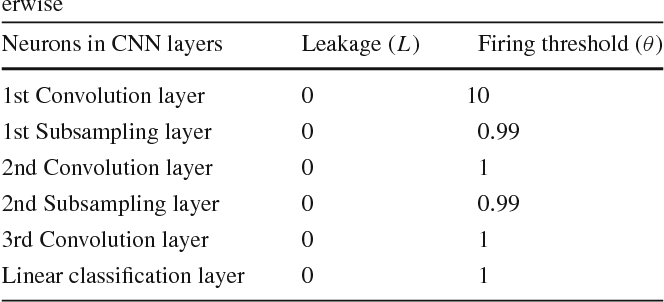 erwise
Neurons in CNN layers Leakage (L) Firing threshold (θ)
1st Convolution layer 0 10
1st Subsampling layer 0 0.99
2nd Convolution layer 0 1
2nd Subsampling layer 0 0.99
3rd Convolution layer 0 1
Linear classification layer 0 1